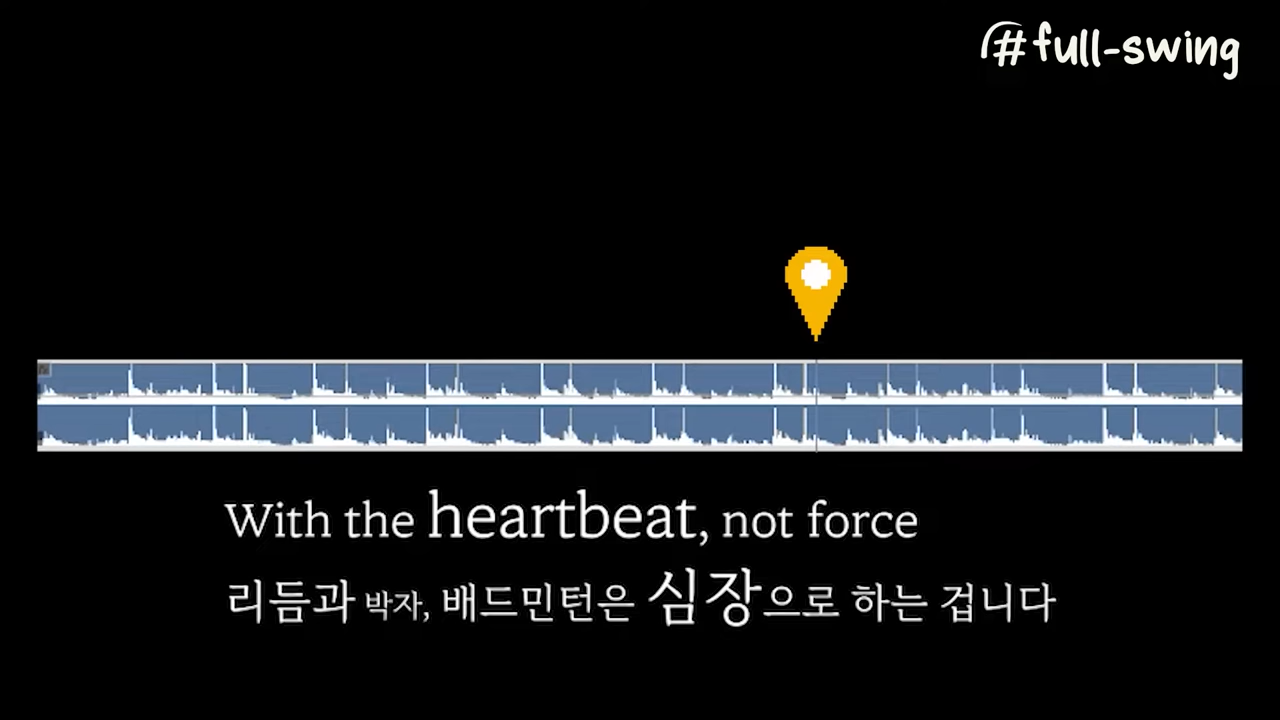 #full-swing
With the heartbeat, not force
리듬과 박자, 배드민턴은 심장으로 하는 겁니다